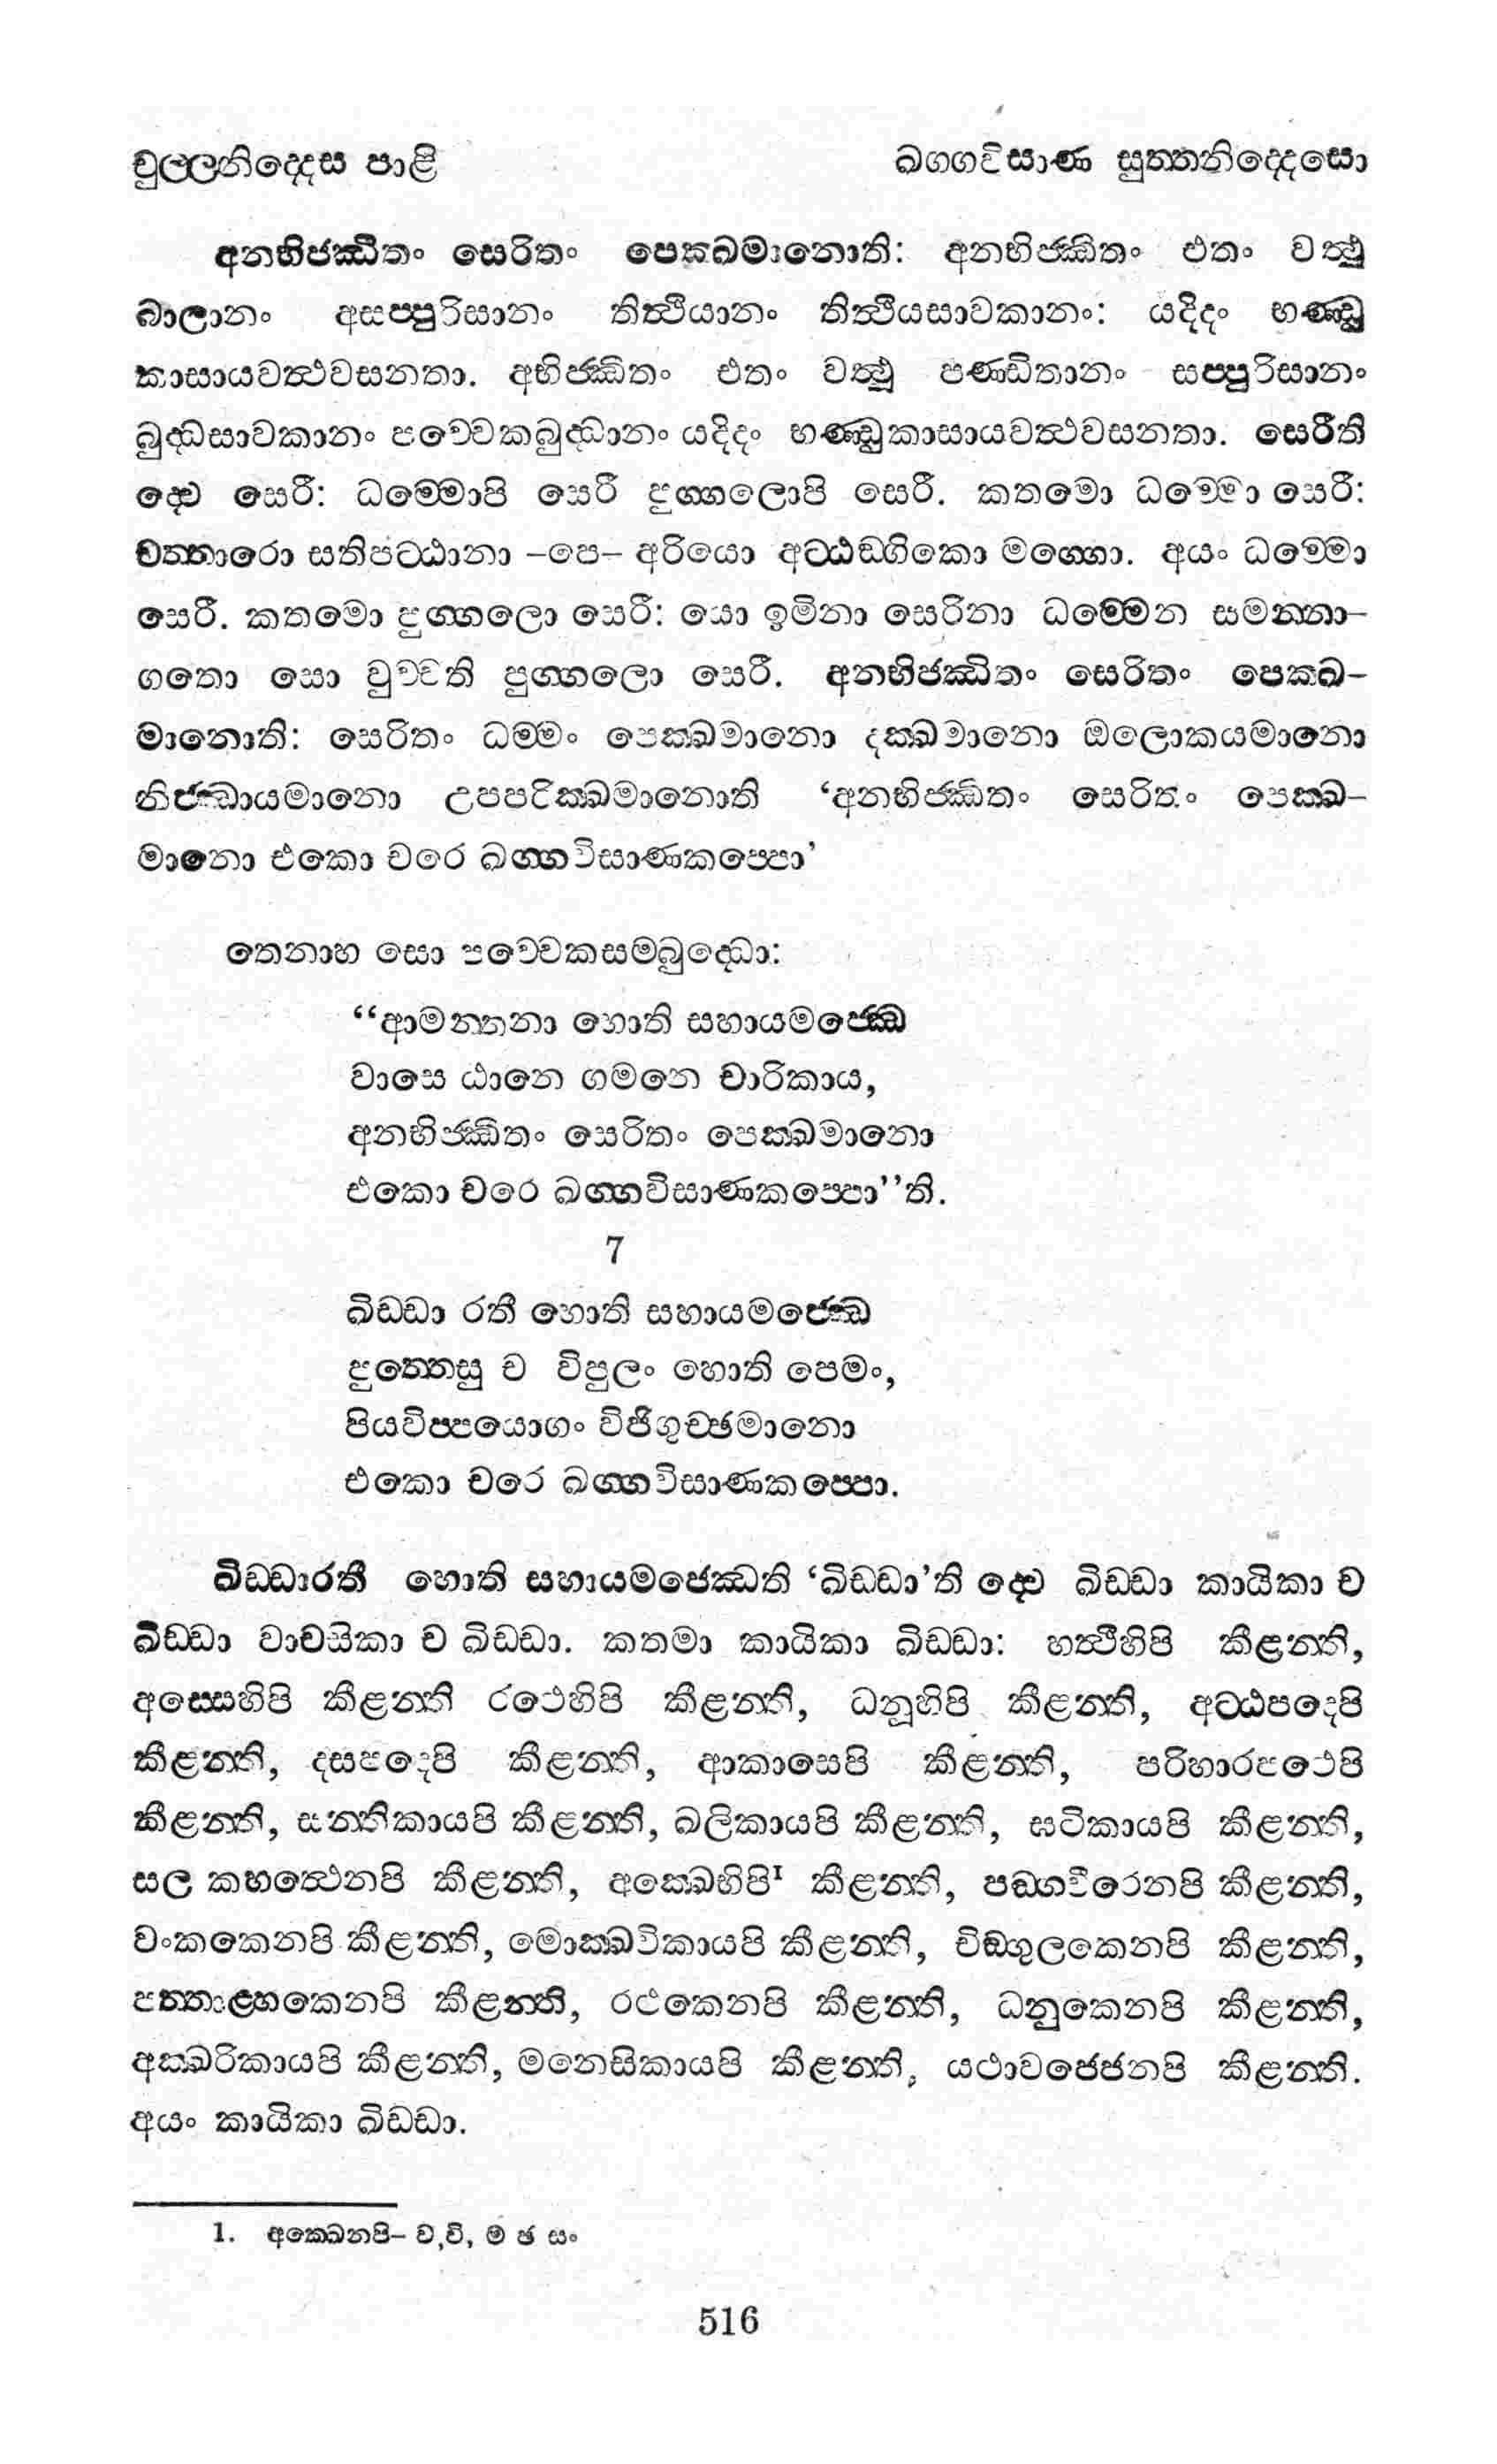 චුල්ලනිද්දෙස පාළි ඛග්ගවිසාණ සුත්තනිද්දෙසො
අනභිජ්ඣිතං සෙරිතං පෙක්ඛමානොති: අනභිජ්ඣිතං එතං වත්ථූ
බාලානං අසප්පුරිසානං තිත්ථියානං තිත්ථියසාවකානං: යදිදං භණ්ඩු
කාසායවත්ථවසනතා. අභිජ්ඣිතං එතං වත්ථූ පණ්ඩිතානං සප්පුරිසානං
බුද්ධසාවකානං පච්චෙකබුද්ධානං යදිදං භණ්ඩුකාසායවත්ථවසනතා. සෙරීති
ද්වෙ සෙරී: ධම්මොපි සෙරී පුග්ගලොපි සෙරී. කතමො ධම්මො සෙරී:
චත්තාරො සතිපට්ඨානා –පෙ– අරියො අට්ඨඞ්ගිකො මග්ගො. අයං ධම්මො
සෙරී. කතමො පුග්ගලො සෙරී: යො ඉමිනා සෙරිනා ධම්මෙන සමන්නා–
ගතො සො වුච්චති පුග්ගලො සෙරී. අනභිජ්ඣිතං සෙරිතං පෙක්ඛ–
මානොති: සෙරිතං ධම්මං පෙක්ඛමානො දක්ඛමානො ඔලොකයමානො
නිජ්ඣායමානො උපපරික්ඛමානොති ‘අනභිජ්ඣිතං සෙරිතං පෙක්ඛ–
මානො එකො චරෙ ඛග්ගවිසාණකප්පො’
තෙනාහ සො පච්චෙකසම්බුද්ධො:
“ආමන්තනා හොති සහායමජ්ඣෙ
වාසෙ ඨානෙ ගමනෙ චාරිකාය,
අනභිජ්ඣිතං සෙරිතං පෙක්ඛමානො
එකො චරෙ ඛග්ගවිසාණකප්පො”ති.
7
ඛිඩ්ඩා රතී හොති සහායමජ්ඣෙ
පුත්තෙසු ච විපුලං හොති පෙමං,
පියවිප්පයොගං විජිගුච්ඡමානො
එකො චරෙ ඛග්ගවිසාණකප්පො.
ඛිඩ්ඩාරතී හොති සහායමජ්ඣෙති ‘ඛිඩ්ඩා’ති ද්වෙ ඛිඩ්ඩා කායිකා ච
ඛිඩ්ඩා වාචසිකා ච ඛිඩ්ඩා. කතමා කායිකා ඛිඩ්ඩා: හත්ථීහිපි කීළන්ති,
අස්සෙහිපි කීළන්ති රථෙහිපි කීළන්ති, ධනූහිපි කීළන්ති, අට්ඨපදෙපි
කීළන්ති, දසපදෙපි කීළන්ති, ආකාසෙපි කීළන්ති, පරිහාරපථෙපි
කීළන්ති, සන්තිකායපි කීළන්ති, ඛලිකායපි කීළන්ති, ඝටිකායපි කීළන්ති,
සල කහත්ථෙනපි කීළන්ති, අක්ඛෙභිපි¹ කීළන්ති, පඞ්ගචීරෙනපි කීළන්ති,
වංකකෙනපි කීළන්ති, මොක්ඛවිකායපි කීළන්ති, චිඞ්ගුලකෙනපි කීළන්ති,
පත්තාළ්හකෙනපි කීළන්ති, රථකෙනපි කීළන්ති, ධනුකෙනපි කීළන්ති,
අක්ඛරිකායපි කීළන්ති, මනෙසිකායපි කීළන්ති, යථාවජ්ජෙනපි කීළන්ති.
අයං කායිකා ඛිඩ්ඩා.
1. අක්ඛෙනපි– ව,වි, ම ඡ සං
516